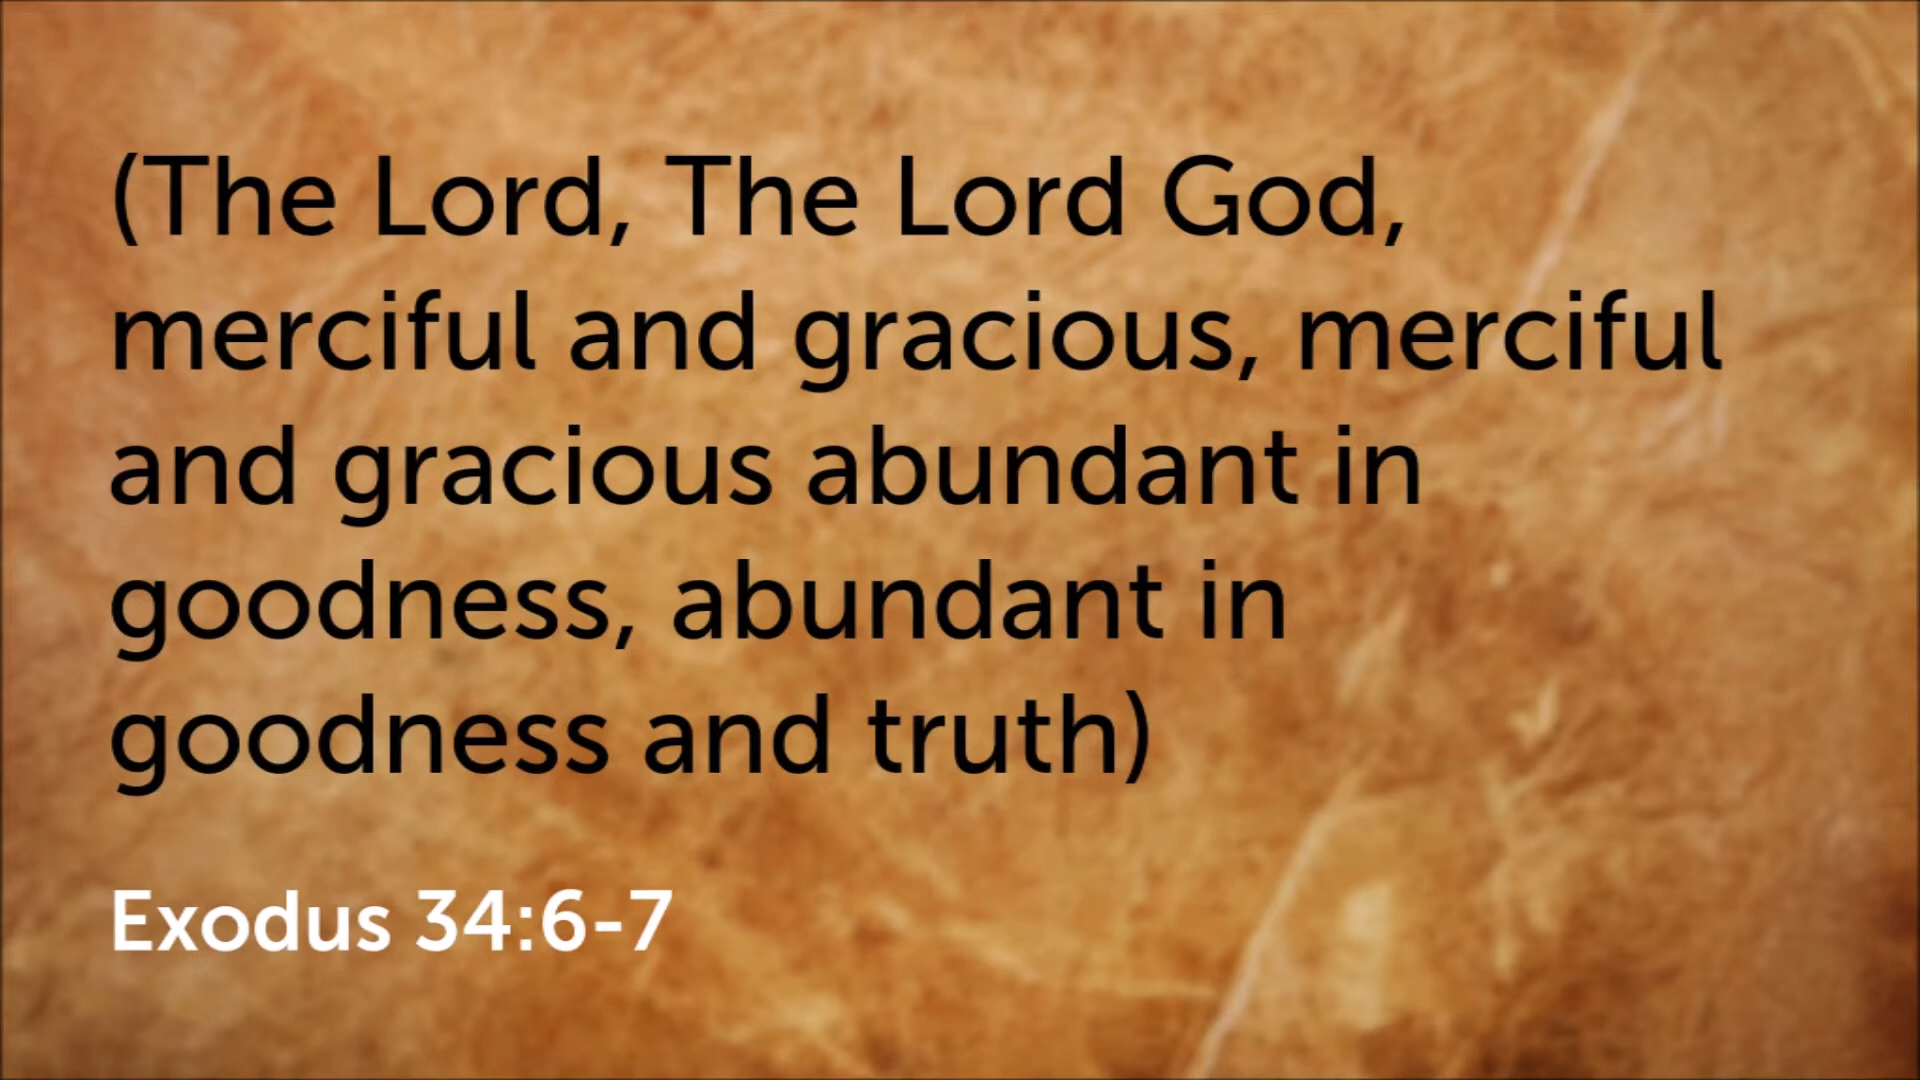 (The Lord, The Lord God,
merciful and gracious, merciful
and gracious abundant in
goodness, abundant in
goodness and truth)
Exodus 34:6-7